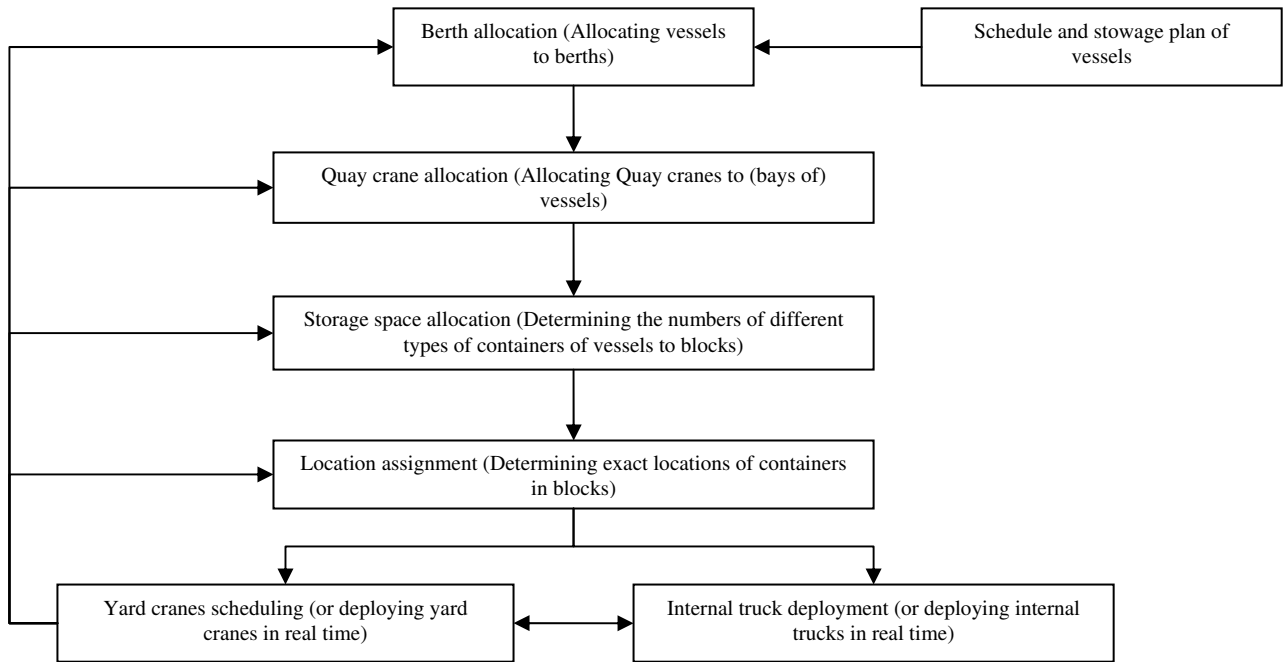 Berth allocation (Allocating vessels
to berths)
Schedule and stowage plan of
vessels
Quay crane allocation (Allocating Quay cranes to (bays of)
vessels)
Storage space allocation (Determining the numbers of different
types of containers of vessels to blocks)
Location assignment (Determining exact locations of containers
in blocks)
Yard cranes scheduling (or deploying yard
cranes in real time)
Internal truck deployment (or deploying internal
trucks in real time)